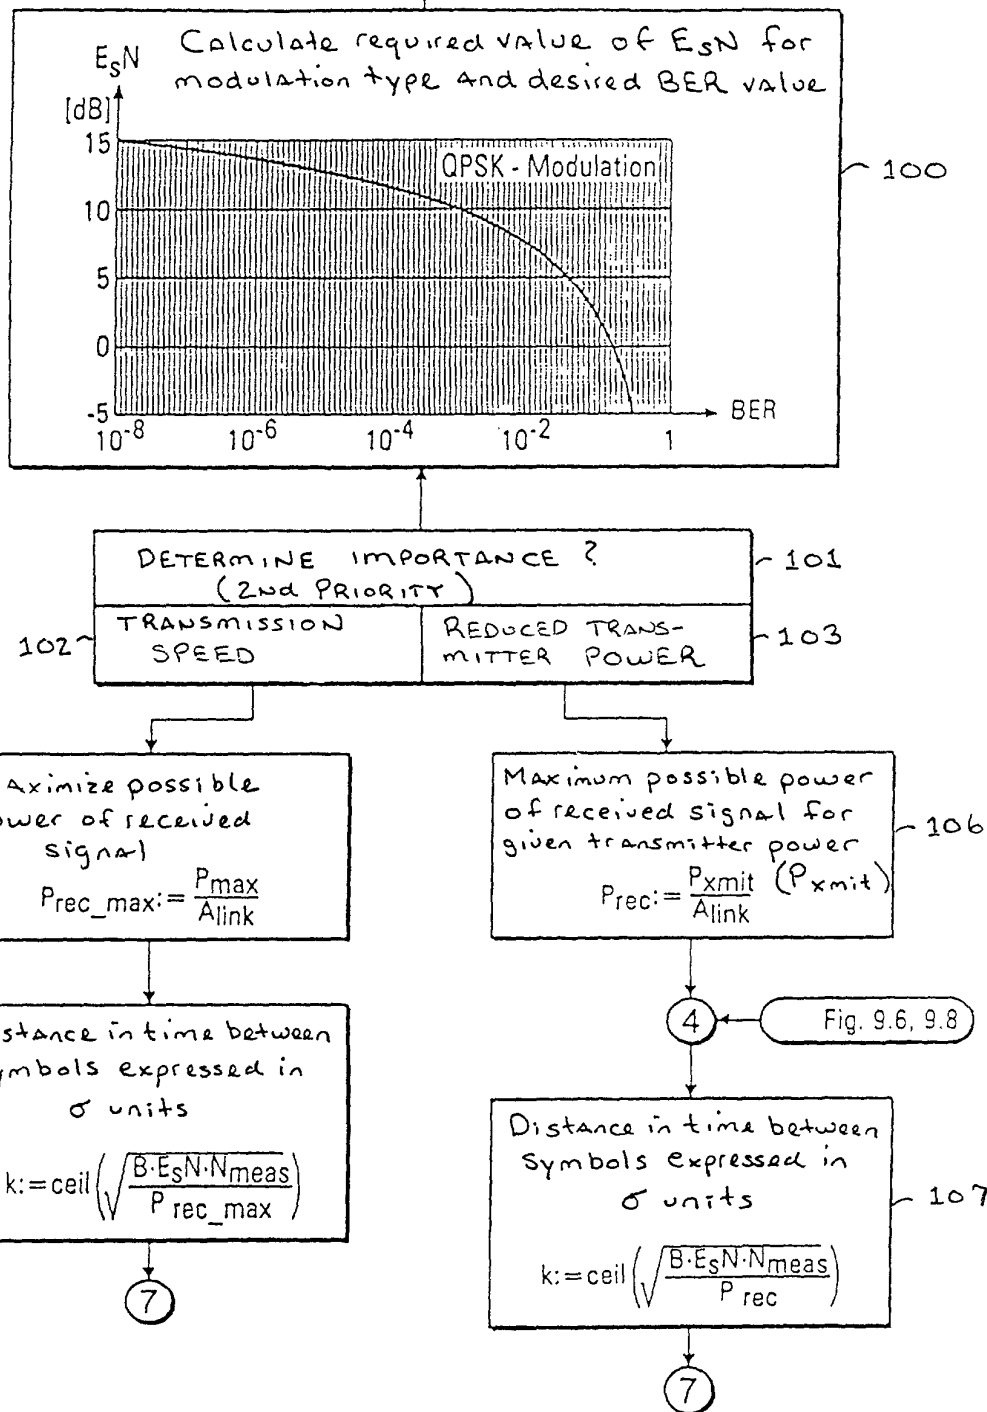 Calculate required value of EsN for
modulation type and desired BER value
EsN
[dB]
15
10
5
0
-5
QPSK - Modulation
10-8
10-6
10-4
10-2
1
BER
100
DETERMINE IMPORTANCE ?
(2ND PRIORITY)
101
102
TRANSMISSION
SPEED
REDUCED TRANS-
MITTER POWER
103
aximize possible
ower of received
signal
Prec_max:= Pmax / Alink
Maximum possible power
of received signal for
given transmitter power
(Pxmit)
Prec:= Pxmit / Alink
106
4
Fig. 9.6, 9.8
stance in time between
ymbols expressed in
σ units
k:=ceil(√(B·EsN·Nmeas / Prec_max))
7
Distance in time between
symbols expressed in
σ units
k:=ceil(√(B·EsN·Nmeas / Prec))
107
7